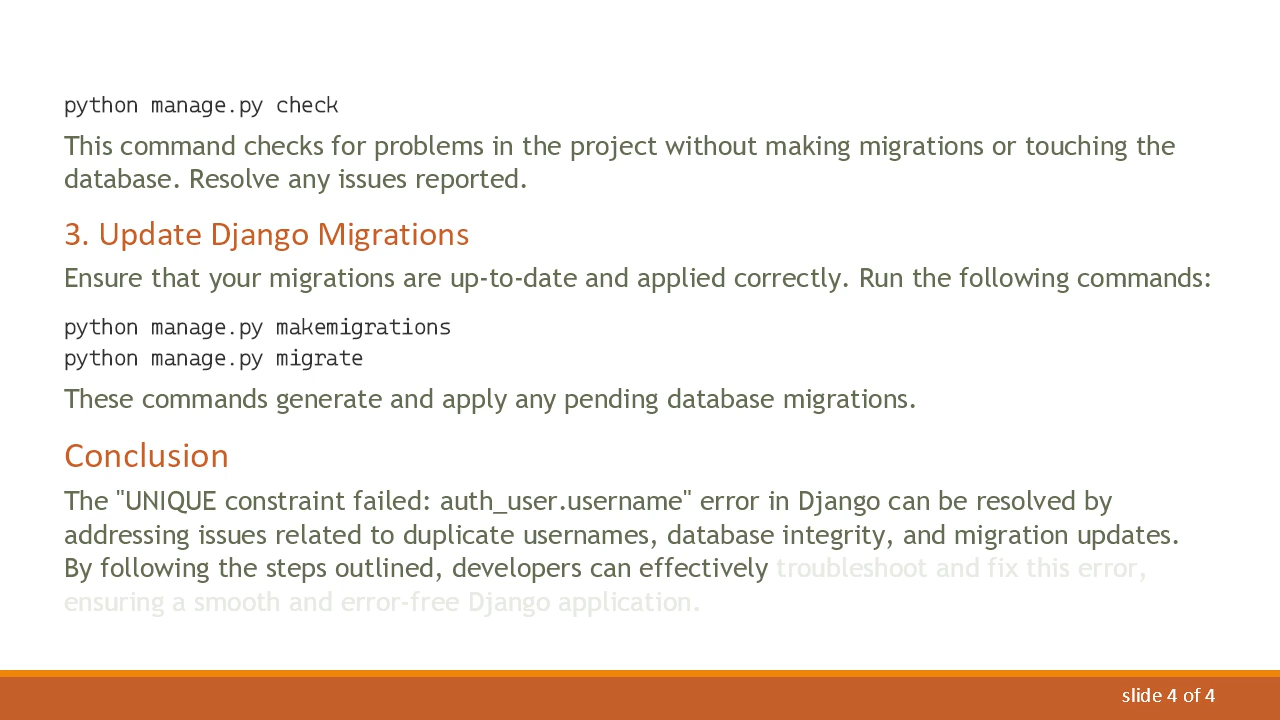 python manage.py check
This command checks for problems in the project without making migrations or touching the
database. Resolve any issues reported.
3. Update Django Migrations
Ensure that your migrations are up-to-date and applied correctly. Run the following commands:
python manage.py makemigrations
python manage.py migrate
These commands generate and apply any pending database migrations.
Conclusion
The "UNIQUE constraint failed: auth_user.username" error in Django can be resolved by
addressing issues related to duplicate usernames, database integrity, and migration updates.
By following the steps outlined, developers can effectively troubleshoot and fix this error,
ensuring a smooth and error-free Django application.
slide 4 of 4